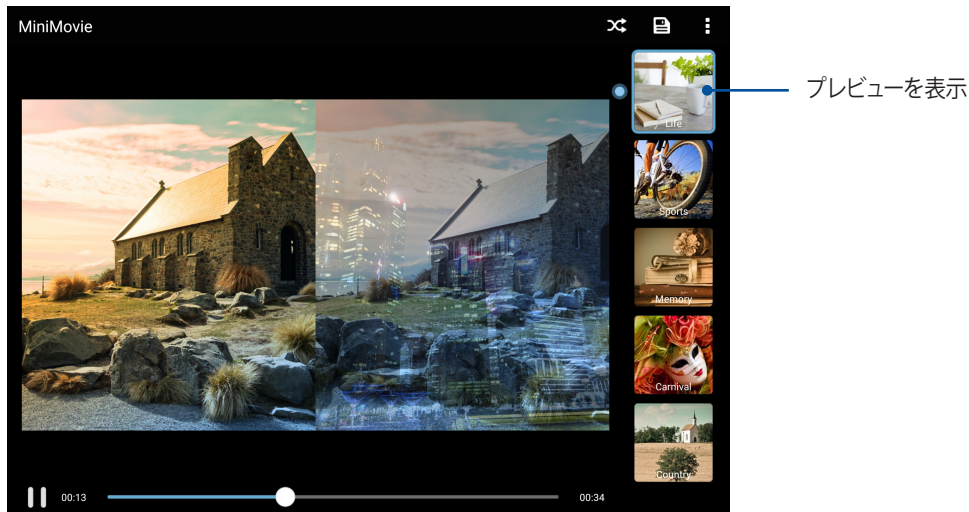 MiniMovie
プレビューを表示
Life
Sports
Memory
Carnival
Country
00:13
00:34